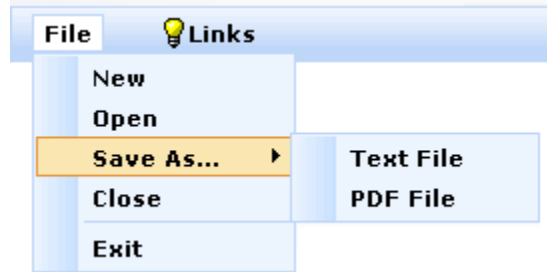 File Links
New
Open
Save As... Text File
Close PDF File
Exit